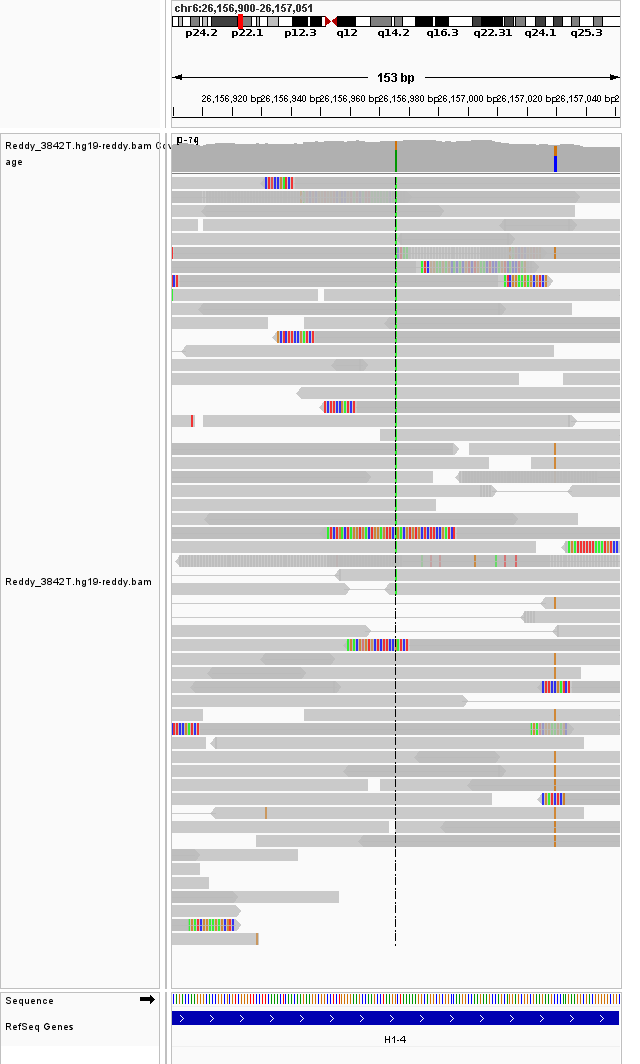 chr6:26,156,900-26,157,051
p24.2 p22.1 p12.3 q12 q14.2 q16.3 q22.31 q24.1 q25.3
153 bp
26,156,920 bp 26,156,940 bp 26,156,960 bp 26,156,980 bp 26,157,000 bp 26,157,020 bp 26,157,040 bp
Reddy_3842T.hg19-reddy.bam Cov
age
Reddy_3842T.hg19-reddy.bam
Sequence
RefSeq Genes
H1-4